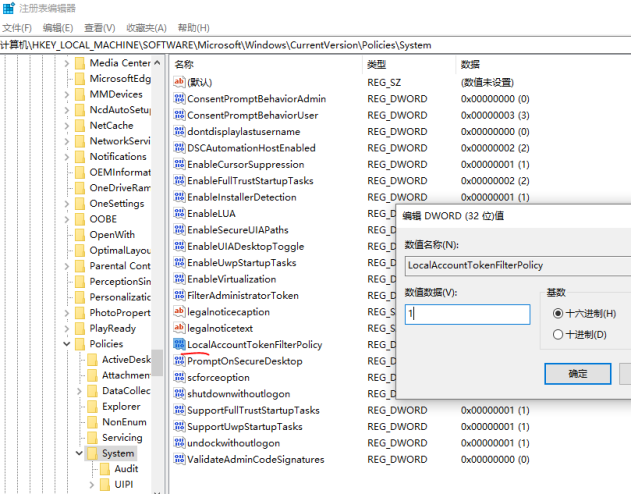 注册表编辑器
文件(F) 编辑(E) 查看(V) 收藏夹(A) 帮助(H)
计算机\HKEY_LOCAL_MACHINE\SOFTWARE\Microsoft\Windows\CurrentVersion\Policies\System
Media Center
MicrosoftEdg
MMDevices
NcdAutoSetu
NetCache
NetworkServi
Notifications
OEMInformat
OneDriveRam
OneSettings
OOBE
OpenWith
OptimalLayou
Parental Cont
PerceptionSin
Personalizatic
PhotoPropert
PlayReady
Policies
ActiveDesk
Attachmen
DataCollec
Explorer
NonEnum
Servicing
System
Audit
UIPI
名称 类型 数据
(默认) REG_SZ (数值未设置)
ConsentPromptBehaviorAdmin REG_DWORD 0x00000000 (0)
ConsentPromptBehaviorUser REG_DWORD 0x00000003 (3)
dontdisplaylastusername REG_DWORD 0x00000000 (0)
DSCAutomationHostEnabled REG_DWORD 0x00000002 (2)
EnableCursorSuppression REG_DWORD 0x00000001 (1)
EnableFullTrustStartupTasks REG_DWORD 0x00000002 (2)
EnableInstallerDetection REG_DWORD 0x00000001 (1)
EnableLUA REG_D
EnableSecureUIAPaths REG_D
EnableUIADesktopToggle REG_D
EnableUwpStartupTasks REG_D
EnableVirtualization REG_D
FilterAdministratorToken REG_D
legalnoticecaption REG_S
legalnoticetext REG_S
LocalAccountTokenFilterPolicy REG_D
PromptOnSecureDesktop REG_D
scforceoption REG_D
shutdownwithoutlogon REG_D
SupportFullTrustStartupTasks REG_DWORD 0x00000001 (1)
SupportUwpStartupTasks REG_DWORD 0x00000001 (1)
undockwithoutlogon REG_DWORD 0x00000001 (1)
ValidateAdminCodeSignatures REG_DWORD 0x00000000 (0)
编辑 DWORD (32 位)值
数值名称(N):
LocalAccountTokenFilterPolicy
数值数据(V): 基数
1 十六进制(H)
十进制(D)
确定